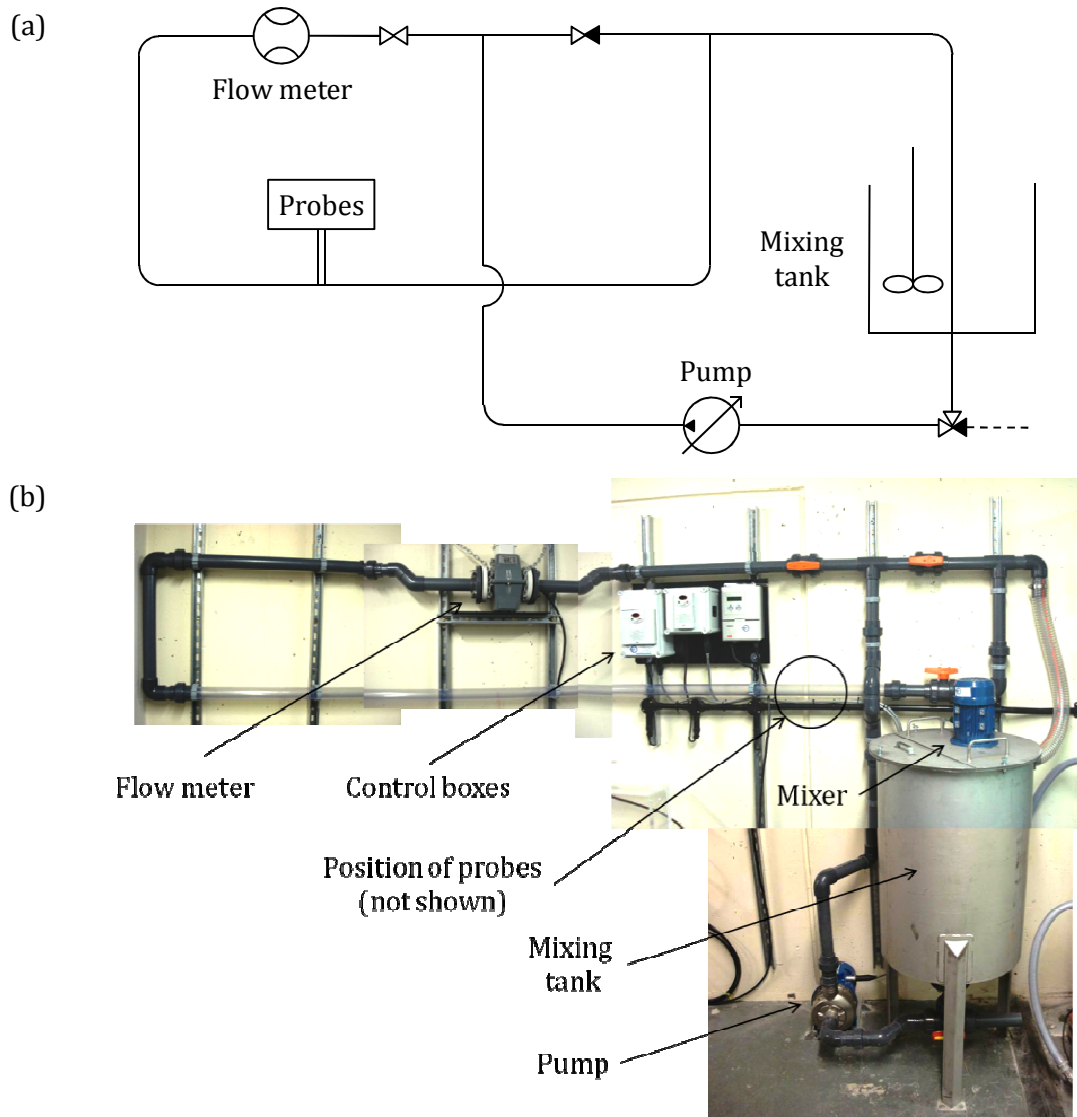 (a)
Flow meter
Probes
Mixing
tank
Pump
(b)
Flow meter
Control boxes
Mixer
Position of probes
(not shown)
Mixing
tank
Pump